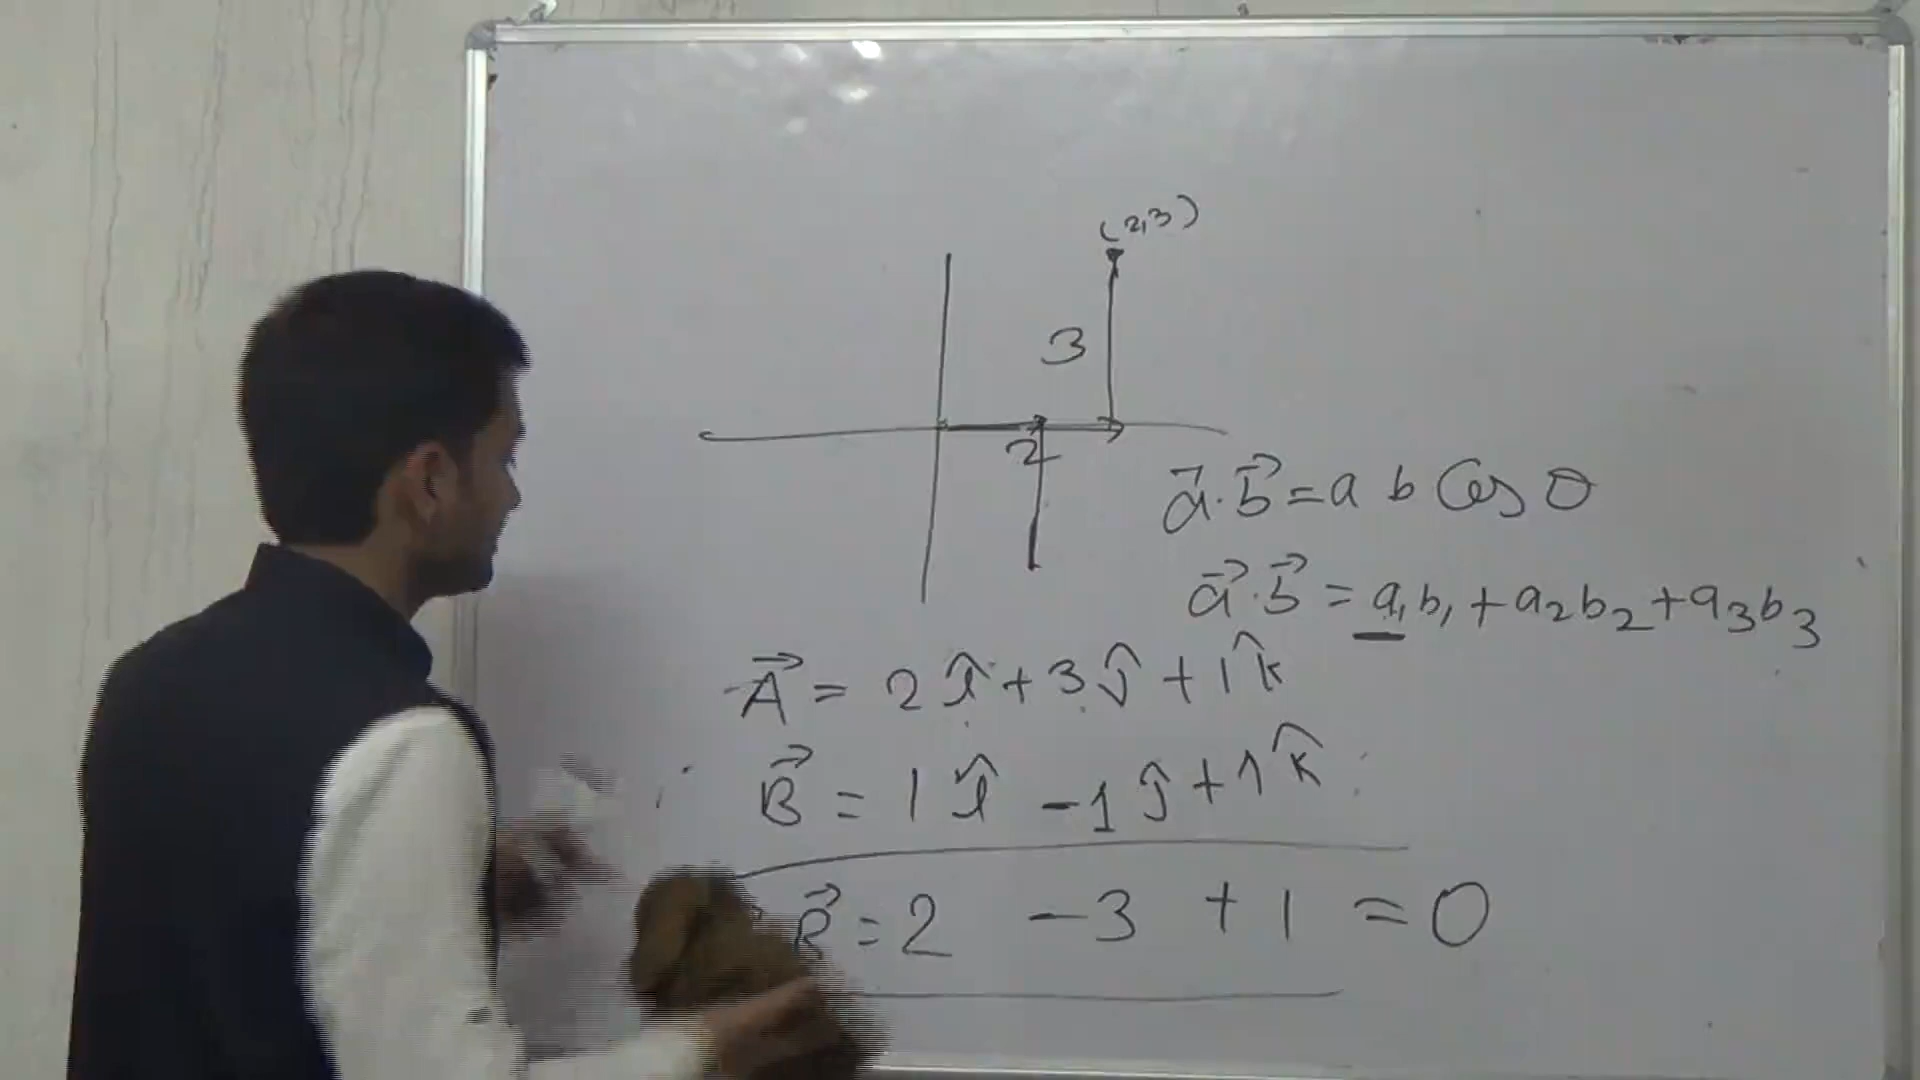 (2,3)
3
2
a⃗·b⃗ = a b Cos θ
a⃗·b⃗ = a₁b₁ + a₂b₂ + a₃b₃
A⃗ = 2î + 3ĵ + 1k̂
B⃗ = 1î - 1ĵ + 1k̂
B⃗ = 2 - 3 + 1 = 0